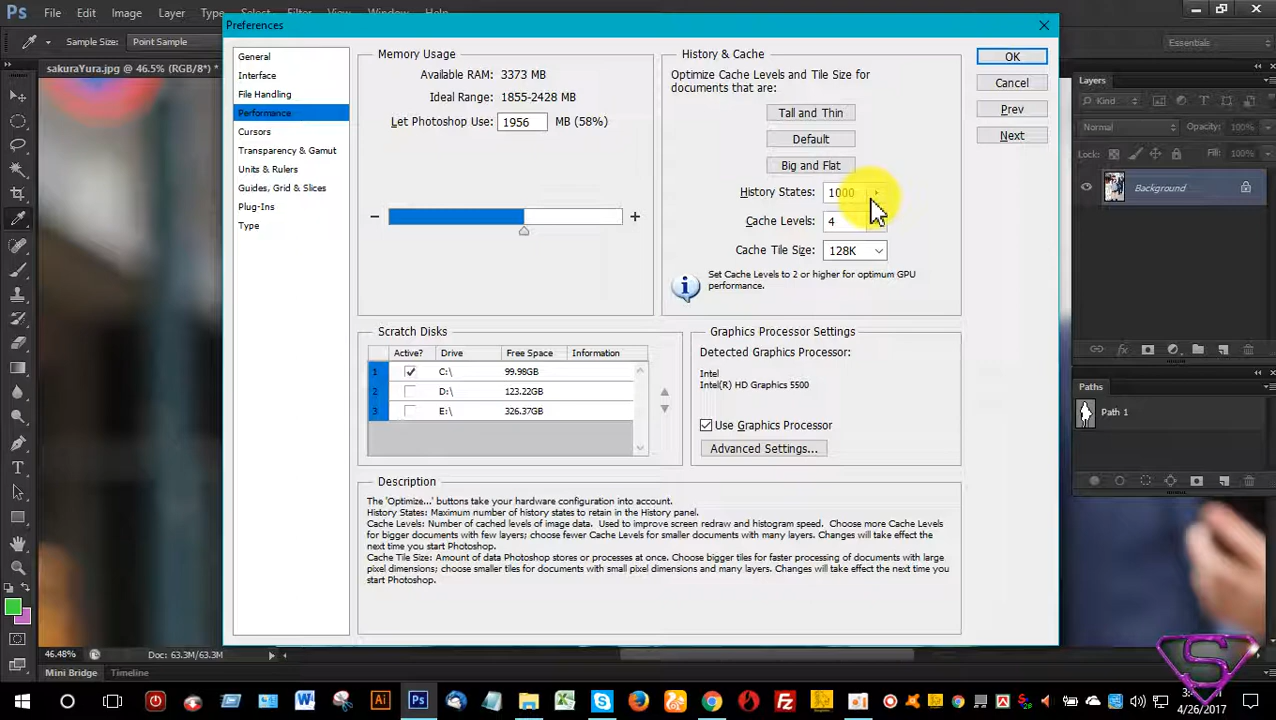 Ps File Edit Image Layer Type Window
Sample Size: Point Sample
Essentials
sakuraYura.jpg @ 46.5% (RGB/8*) *
Preferences
General
Interface
File Handling
Performance
Cursors
Transparency & Gamut
Units & Rulers
Guides, Grid & Slices
Plug-Ins
Type
Memory Usage
Available RAM: 3373 MB
Ideal Range: 1855-2428 MB
Let Photoshop Use: 1956 MB (58%)
History & Cache
Optimize Cache Levels and Tile Size for
documents that are:
Tall and Thin
Default
Big and Flat
History States: 1000
Cache Levels: 4
Cache Tile Size: 128K
Set Cache Levels to 2 or higher for optimum GPU
performance.
OK
Cancel
Prev
Next
Scratch Disks
Active? Drive Free Space Information
1 C:\ 99.98GB
2 D:\ 123.22GB
3 E:\ 326.37GB
Graphics Processor Settings
Detected Graphics Processor:
Intel
Intel(R) HD Graphics 5500
Use Graphics Processor
Advanced Settings...
Description
The 'Optimize...' buttons take your hardware configuration into account.
History States: Maximum number of history states to retain in the History panel.
Cache Levels: Number of cached levels of image data. Used to improve screen redraw and histogram speed. Choose more Cache Levels
for bigger documents with few layers; choose fewer Cache Levels for smaller documents with many layers. Changes will take effect the
next time you start Photoshop.
Cache Tile Size: Amount of data Photoshop stores or processes at once. Choose bigger tiles for faster processing of documents with large
pixel dimensions; choose smaller tiles for documents with small pixel dimensions and many layers. Changes will take effect the next time you
start Photoshop.
Layers
Kind
Normal Opacity: 100%
Lock: Fill: 100%
Background
Paths
Path 1
46.48% Doc: 63.3M/63.3M
Mini Bridge Timeline
4/26/2017